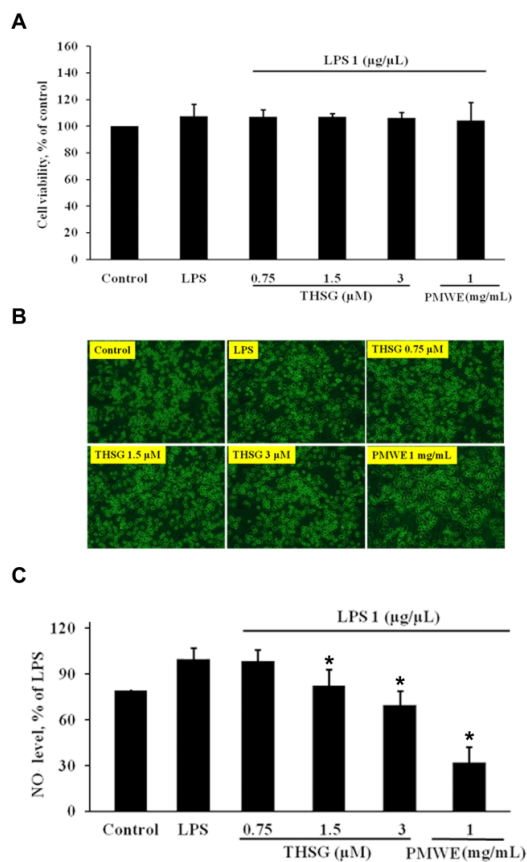 A
LPS 1 (µg/µL)
Cell viability, % of control
160
140
120
100
80
60
40
20
0
Control LPS 0.75 1.5 3 1
THSG (µM) PMWE(mg/mL)
B
Control LPS THSG 0.75 µM
THSG 1.5 µM THSG 3 µM PMWE 1 mg/mL
C
LPS 1 (µg/µL)
NO level, % of LPS
120
90
60
30
0
* * *
Control LPS 0.75 1.5 3 1
THSG (µM) PMWE(mg/mL)